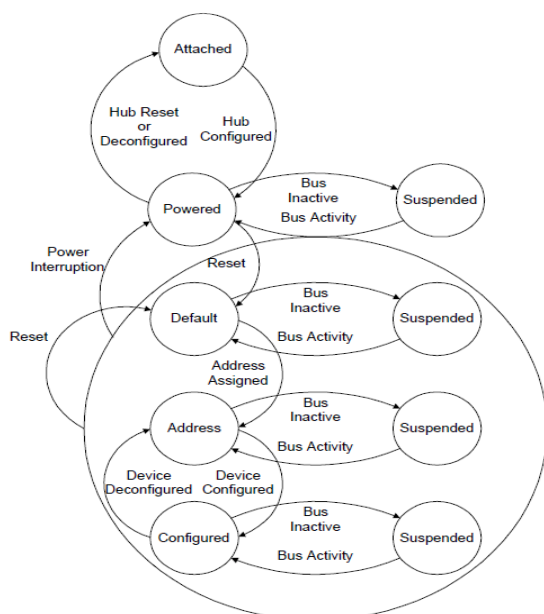 Attached
Hub Reset
or
Deconfigured
Hub
Configured
Powered
Bus
Inactive
Bus Activity
Suspended
Power
Interruption
Reset
Reset
Default
Bus
Inactive
Bus Activity
Suspended
Address
Assigned
Address
Bus
Inactive
Bus Activity
Suspended
Device
Deconfigured
Device
Configured
Configured
Bus
Inactive
Bus Activity
Suspended